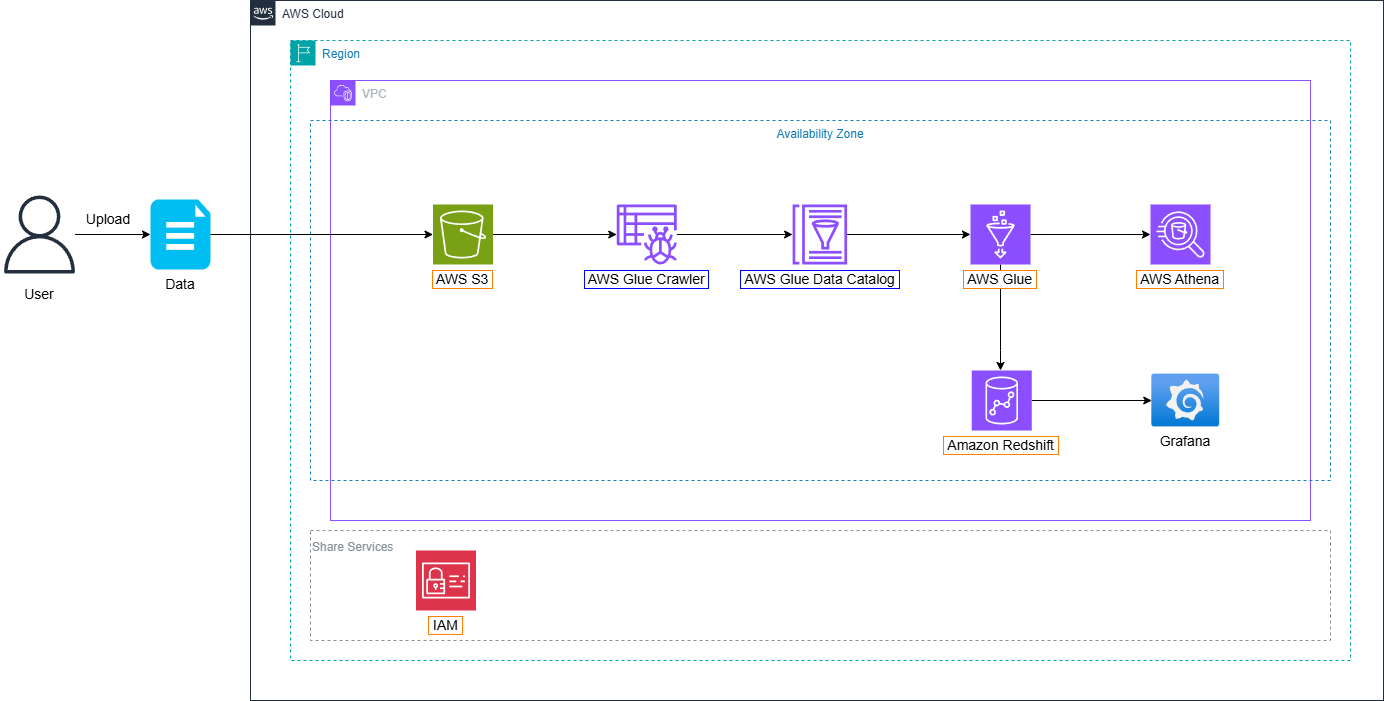 aws
AWS Cloud
Region
VPC
Availability Zone
Upload
User
Data
AWS S3
AWS Glue Crawler
AWS Glue Data Catalog
AWS Glue
AWS Athena
Amazon Redshift
Grafana
Share Services
IAM